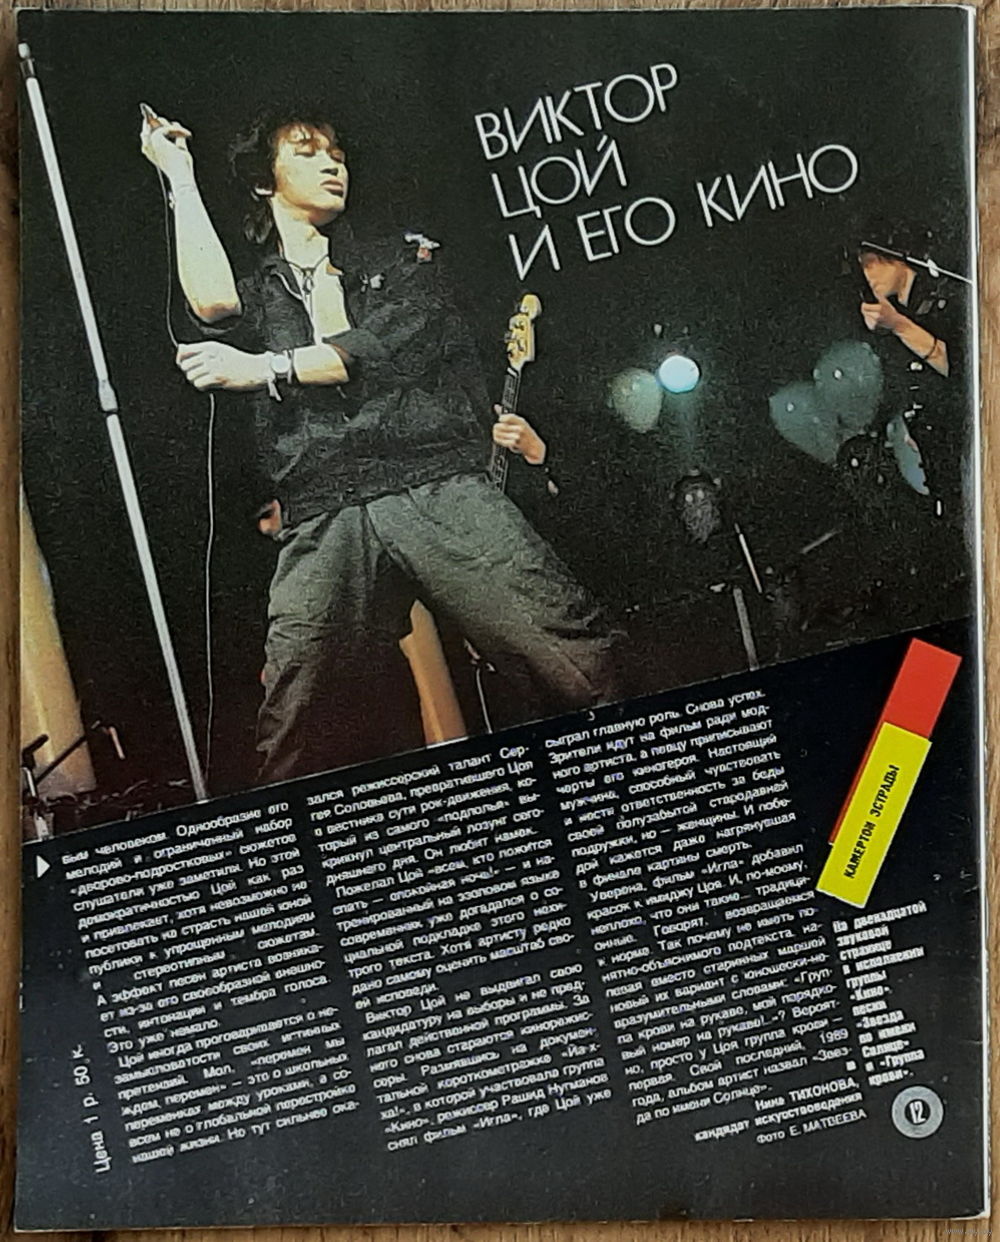 ВИКТОР
ЦОЙ
И ЕГО КИНО
был человеком. Однообразие его
мелодий и ограниченный набор
«дворово-подростковых» сюжетов
слушатели уже заметили. Но этой
демократичностью Цой как раз
и привлекает, хотя невозможно не
посетовать на страсть нашей юной
публики к упрощенным мелодиям
и стереотипным сюжетам.
А эффект песен артиста возника-
ет из-за его своеобразной внешно-
сти, интонации и тембра голоса.
Это уже немало.
Цой иногда проговаривается о не-
замысловатости своих истинных
претензий. Мол, «перемен мы
ждем, перемен» — это о школьных
переменках между уроками, а со-
всем не о глобальной перестройке
нашей жизни. Но тут сильнее ока-
зался режиссерский талант Сер-
гея Соловьева, превратившего Цоя
в вестника сути рок-движения, ко-
торый из самого «подполья» вы-
крикнул центральный лозунг сего-
дняшнего дня. Он любит намек.
Пожелал Цой «всем, кто ложится
спать — спокойная ночь!» — и на-
тренированный на эзоповом языке
современник уже догадался о со-
циальной подкладке этого нехи-
трого текста. Хотя артисту редко
дано самому оценить масштаб сво-
ей исповеди.
Виктор Цой не выдвигал свою
кандидатуру на выборы и не пред-
лагал действенной программы. За
него снова стараются кинорежис-
серы. Размявшись на докумен-
тальной короткометражке «Йа-х-
ха!», в которой участвовала группа
«Кино», режиссер Рашид Нугманов
снял фильм «Игла», где Цой уже
сыграл главную роль. Снова успех.
Зрители идут на фильм ради мод-
ного артиста, а певцу приписывают
черты его киногероя. Настоящий
мужчина, способный чувствовать
и нести ответственность за беды
своей полузабытой стародавней
подружки, но — женщины. И побе-
дой кажется даже нагрянувшая
в финале картины смерть.
Уверена, фильм «Игла» добавил
красок к имиджу Цоя. И, по-моему,
неплохо, что они такие — традици-
онные. Говорят, возвращаемся
к норме. Так почему не иметь по-
нятно-объяснимого подтекста, на-
певая вместо старинных маршей
новый их вариант с юношески-не-
вразумительными словами: «Груп-
па крови на рукаве, мой порядко-
вый номер на рукаве!..»? Вероят-
но, просто у Цоя группа крови —
первая. Свой последний, 1989
года, альбом артист назвал «Звез-
да по имени Солнце».
Нина ТИХОНОВА,
кандидат искусствоведения
Фото Е. МАТВЕЕВА
КАМЕРТОН ЭСТРАДЫ
На двенадцатой
звуковой
странице
в исполнении
группы
«Кино»
песни
«Звезда
по имени
Солнце»
и «Группа
крови».
12
Цена 1 р. 50 к.